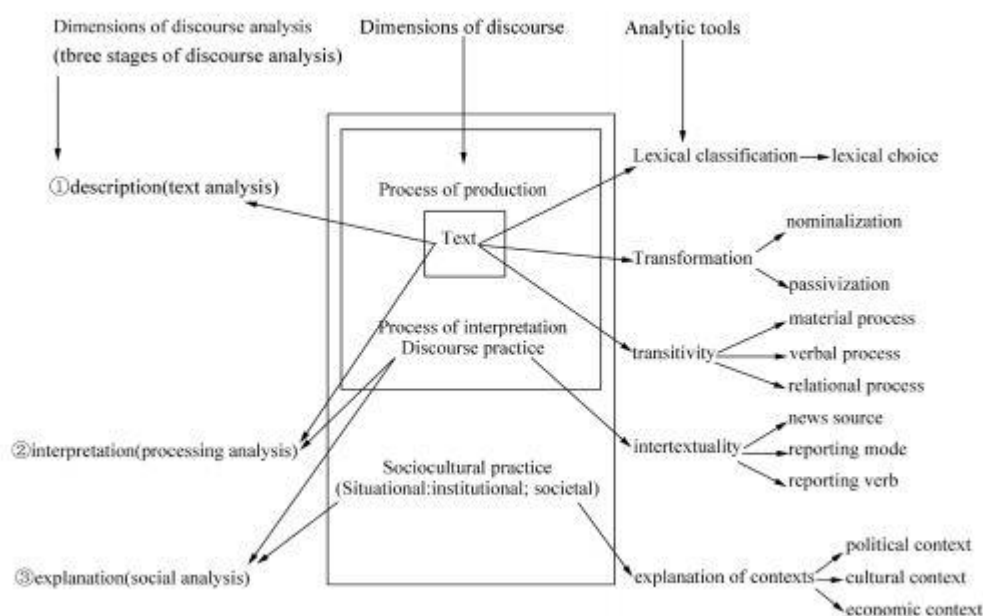 Dimensions of discourse analysis
(tbree stages of discourse analysis)
Dimensions of discourse
Analytic tools
①description(text analysis)
Process of production
Text
Process of interpretation
Discourse practice
②interpretation(processing analysis)
Sociocultural practice
(Situational:institutional; societal)
③explanation(social analysis)
Lexical classification
lexical choice
Transformation
nominalization
passivization
transitivity
material process
verbal process
relational process
intertextuality
news source
reporting mode
reporting verb
explanation of contexts
political context
cultural context
economic context